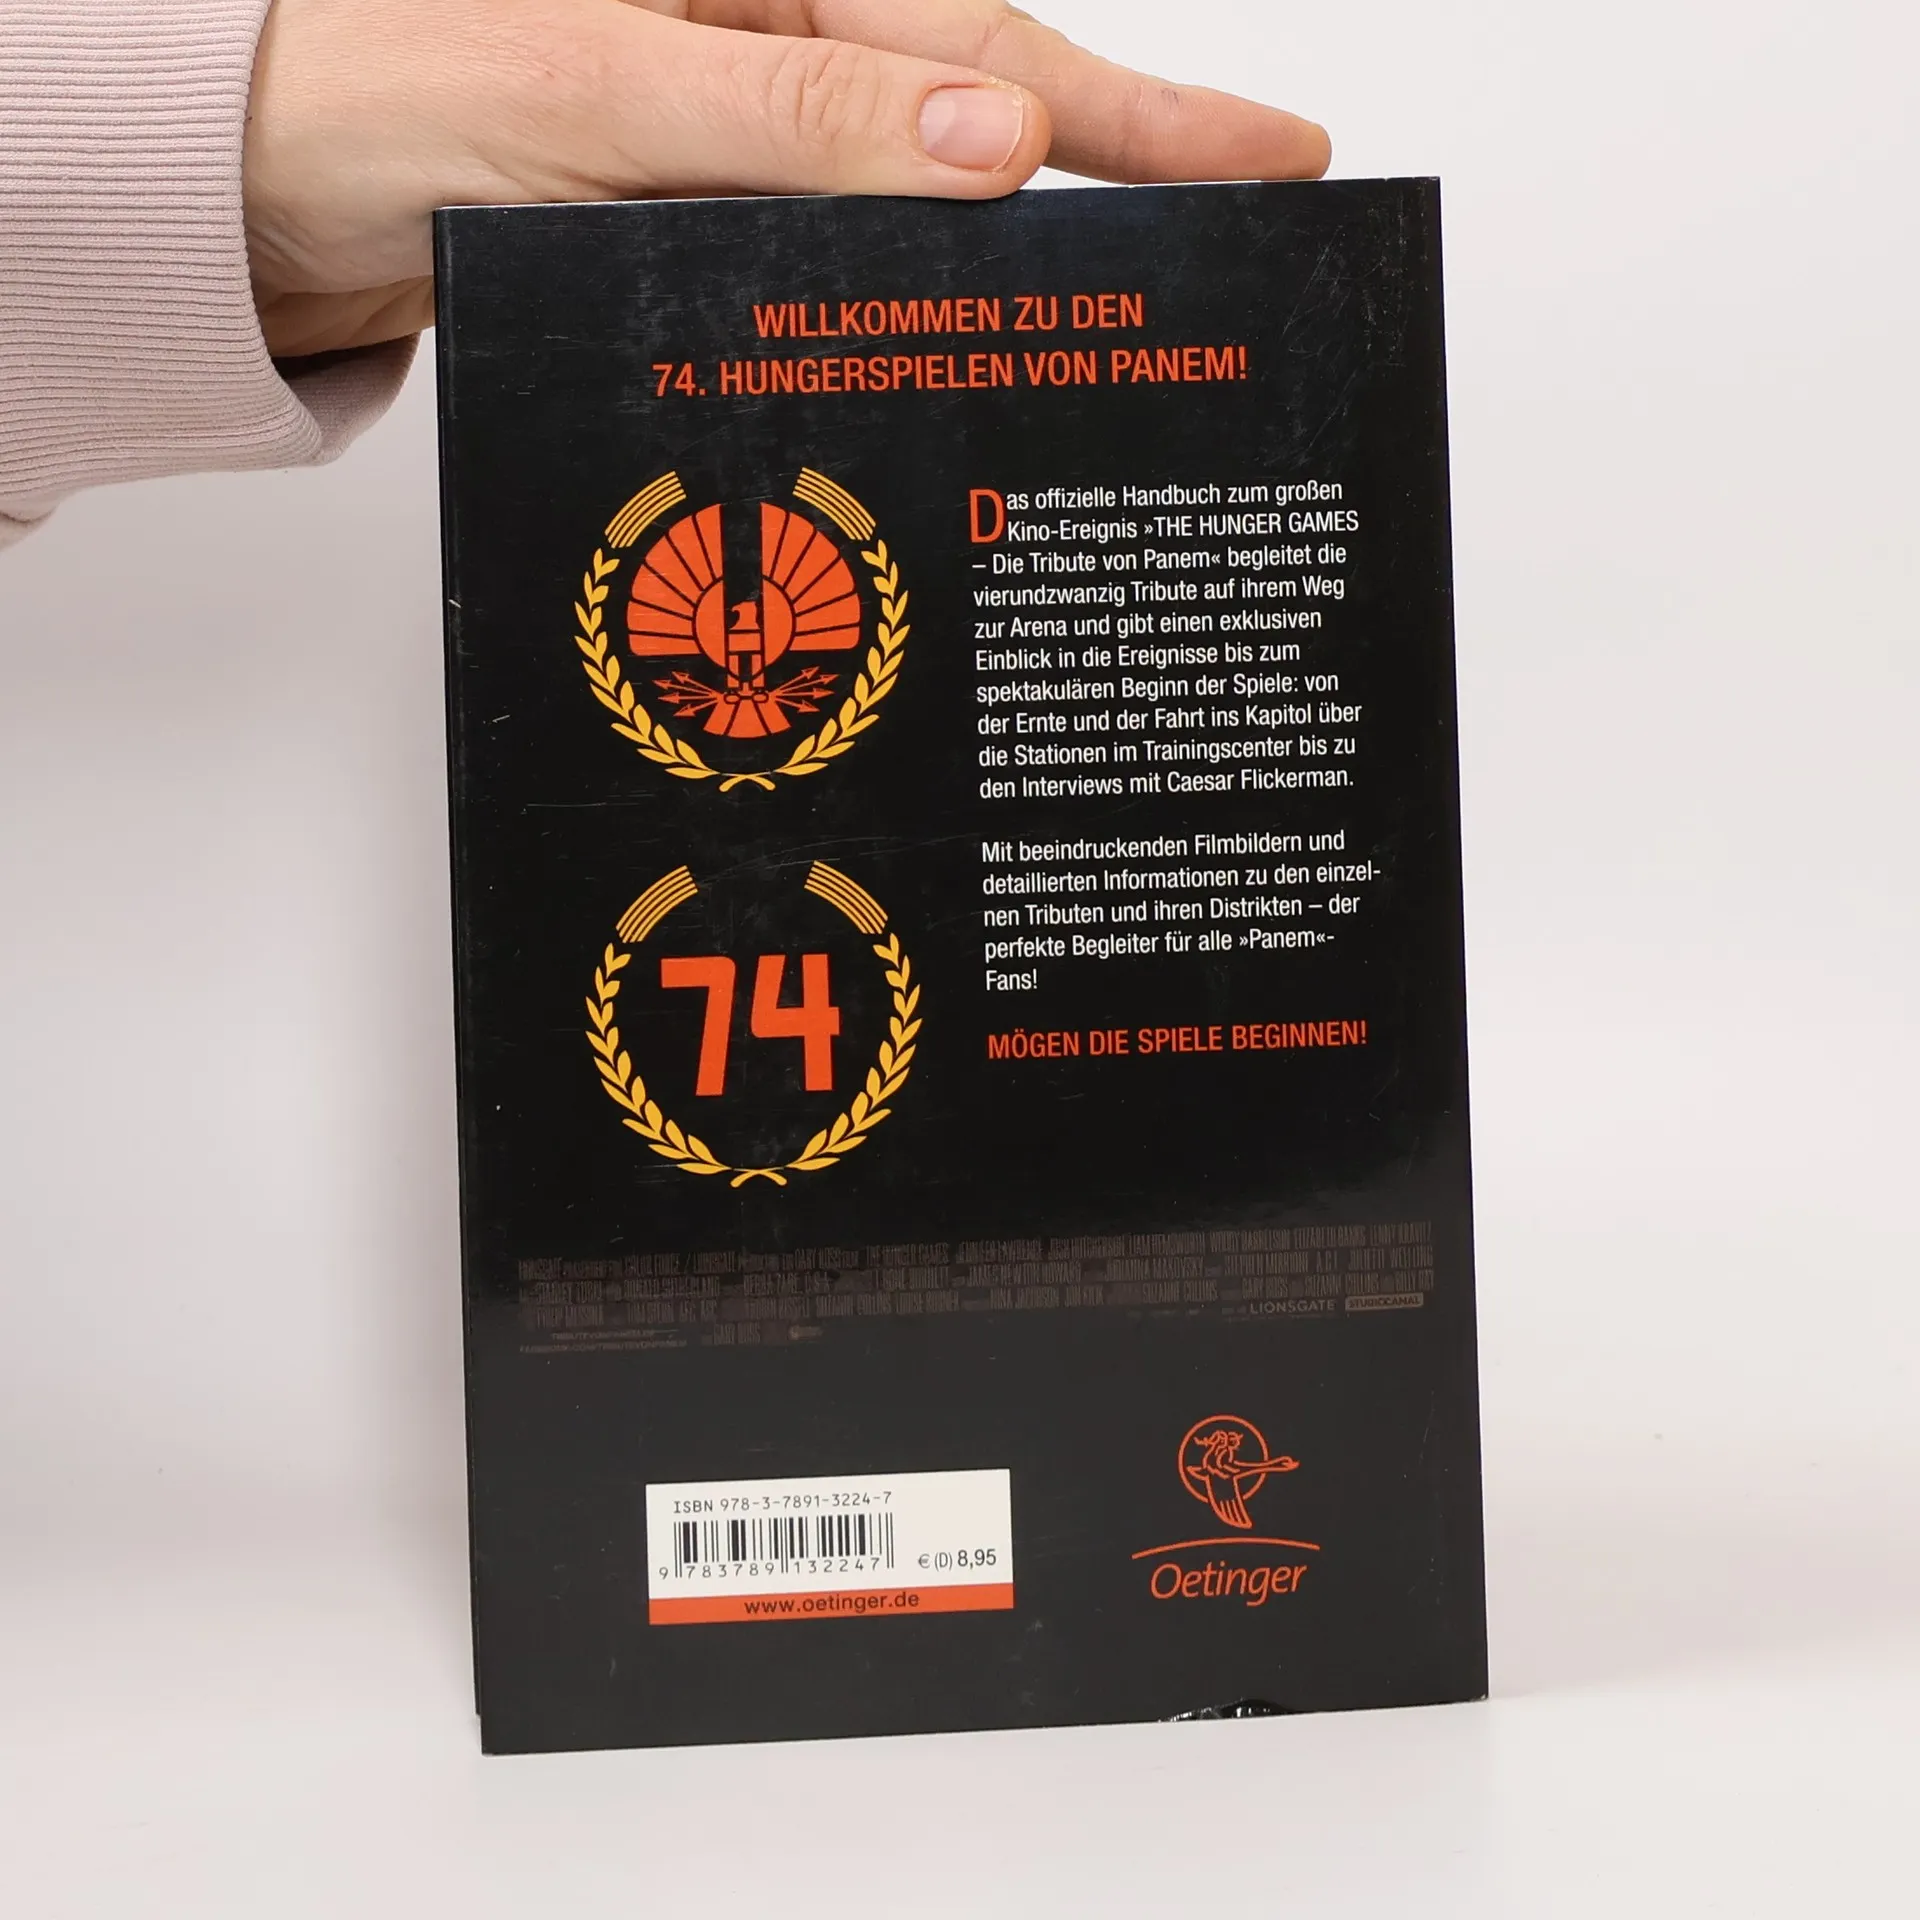 WILLKOMMEN ZU DEN
74. HUNGERSPIELEN VON PANEM!
Das offizielle Handbuch zum großen
Kino-Ereignis »THE HUNGER GAMES
– Die Tribute von Panem« begleitet die
vierundzwanzig Tribute auf ihrem Weg
zur Arena und gibt einen exklusiven
Einblick in die Ereignisse bis zum
spektakulären Beginn der Spiele: von
der Ernte und der Fahrt ins Kapitol über
die Stationen im Trainingscenter bis zu
den Interviews mit Caesar Flickerman.
Mit beeindruckenden Filmbildern und
detaillierten Informationen zu den einzel-
nen Tributen und ihren Distrikten – der
perfekte Begleiter für alle »Panem«-
Fans!
MÖGEN DIE SPIELE BEGINNEN!
74
THE HUNGER GAMES
LIONSGATE STUDIOCANAL
ISBN 978-3-7891-3224-7
9 783789 132247
€ (D) 8,95
www.oetinger.de
Oetinger